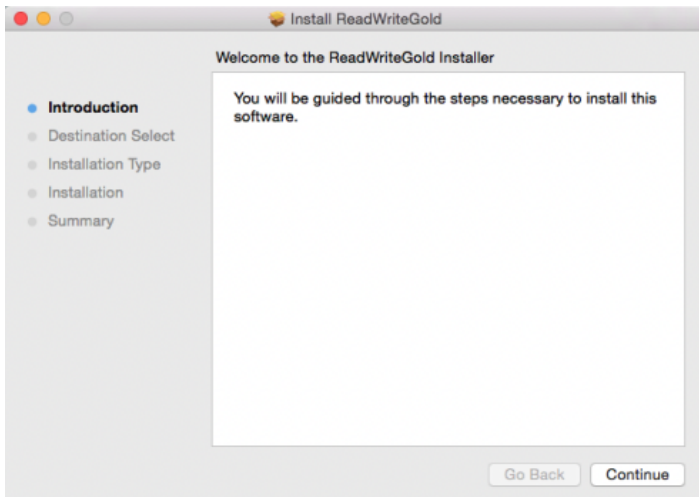 Install ReadWriteGold
Welcome to the ReadWriteGold Installer
Introduction
Destination Select
Installation Type
Installation
Summary
You will be guided through the steps necessary to install this
software.
Go Back
Continue